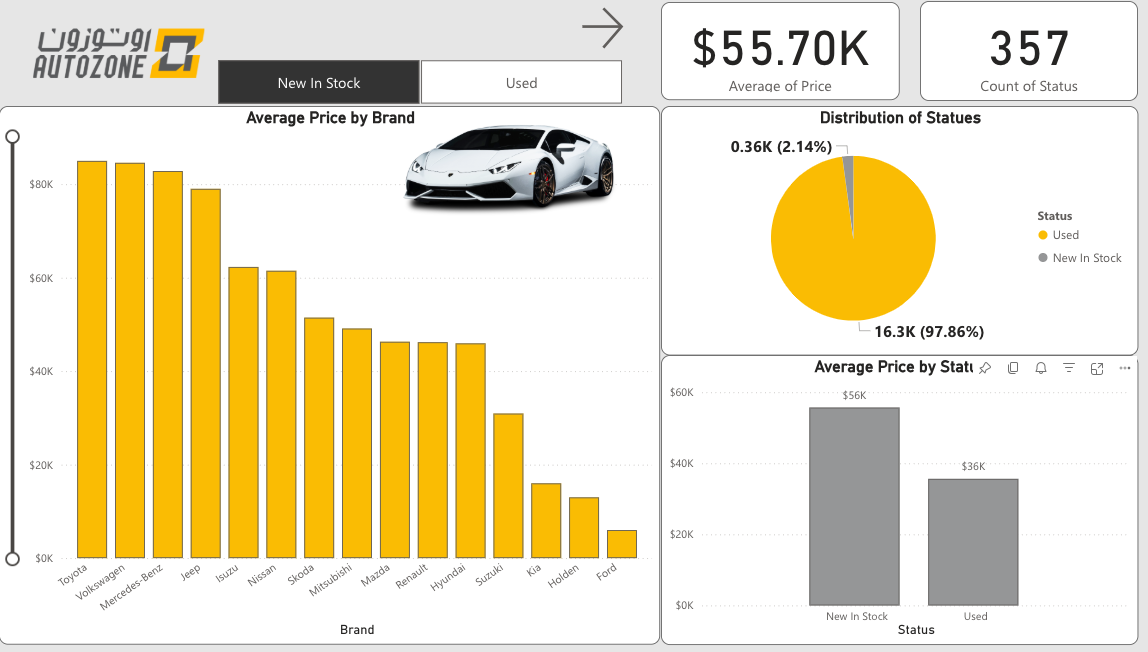 اوتوزون
AUTOZONE
New In Stock
Used
$55.70K
Average of Price
357
Count of Status
Average Price by Brand
$80K
$60K
$40K
$20K
$0K
Toyota
Volkswagen
Mercedes-Benz
Jeep
Isuzu
Nissan
Skoda
Mitsubishi
Mazda
Renault
Hyundai
Suzuki
Kia
Holden
Ford
Brand
Distribution of Statues
0.36K (2.14%)
16.3K (97.86%)
Status
Used
New In Stock
Average Price by Statu
$60K
$40K
$20K
$0K
$56K
$36K
New In Stock
Used
Status